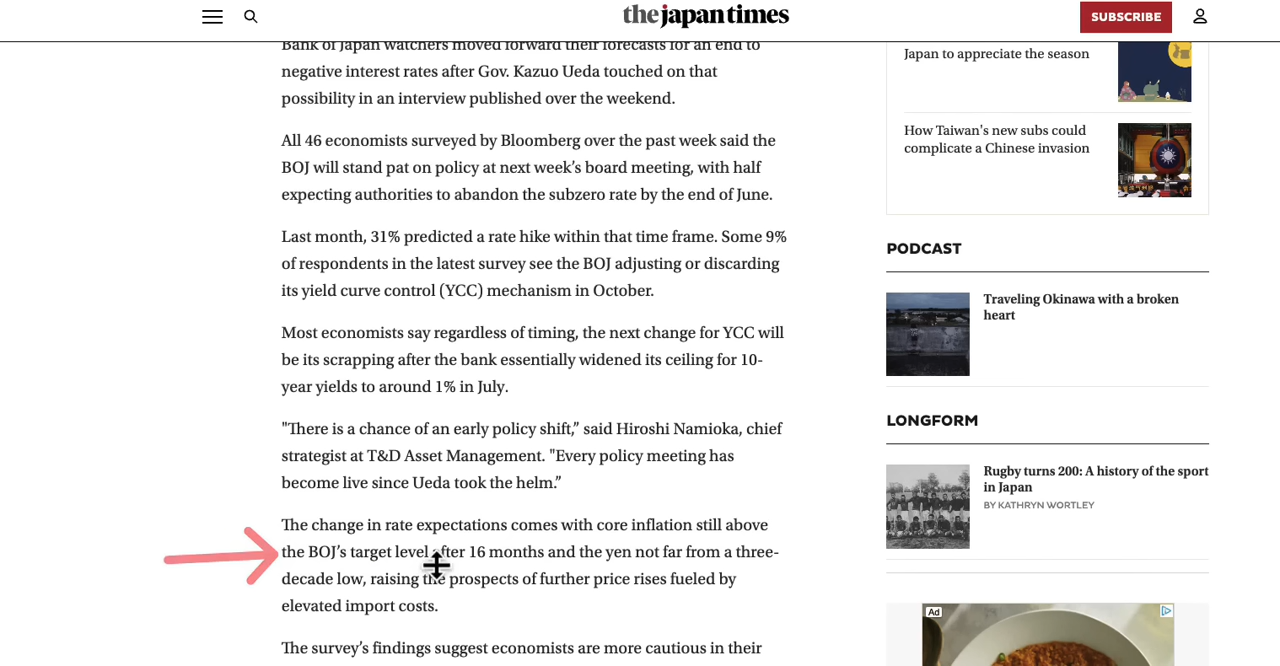 the japan times
SUBSCRIBE
Bank of Japan watchers moved forward their forecasts for an end to
negative interest rates after Gov. Kazuo Ueda touched on that
possibility in an interview published over the weekend.
All 46 economists surveyed by Bloomberg over the past week said the
BOJ will stand pat on policy at next week’s board meeting, with half
expecting authorities to abandon the subzero rate by the end of June.
Last month, 31% predicted a rate hike within that time frame. Some 9%
of respondents in the latest survey see the BOJ adjusting or discarding
its yield curve control (YCC) mechanism in October.
Most economists say regardless of timing, the next change for YCC will
be its scrapping after the bank essentially widened its ceiling for 10-
year yields to around 1% in July.
"There is a chance of an early policy shift,” said Hiroshi Namioka, chief
strategist at T&D Asset Management. "Every policy meeting has
become live since Ueda took the helm.”
The change in rate expectations comes with core inflation still above
the BOJ’s target level after 16 months and the yen not far from a three-
decade low, raising the prospects of further price rises fueled by
elevated import costs.
The survey’s findings suggest economists are more cautious in their
Japan to appreciate the season
How Taiwan's new subs could
complicate a Chinese invasion
PODCAST
Traveling Okinawa with a broken
heart
LONGFORM
Rugby turns 200: A history of the sport
in Japan
BY KATHRYN WORTLEY
Ad